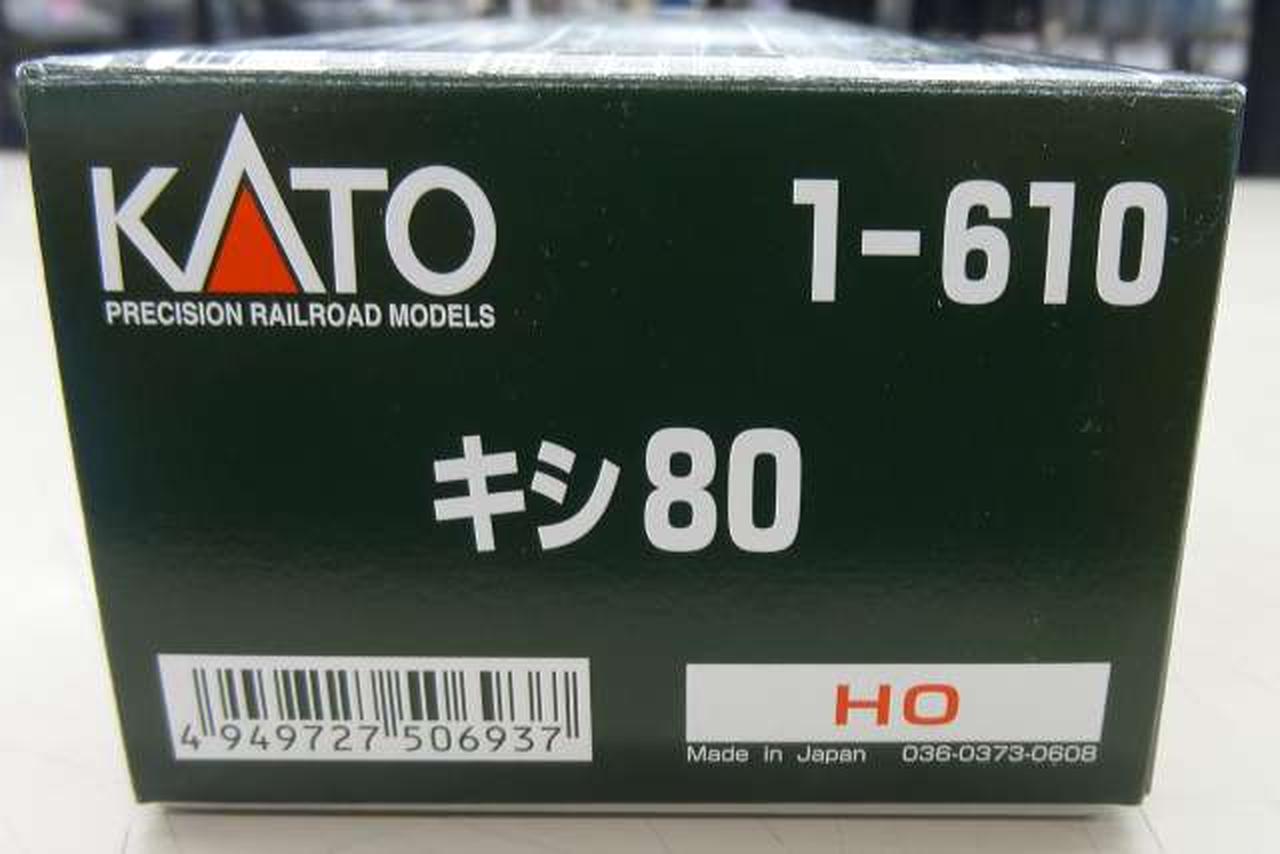 KATO
PRECISION RAILROAD MODELS
1-610
キシ80
4 949727 506937
HO
Made in Japan 036-0373-0608